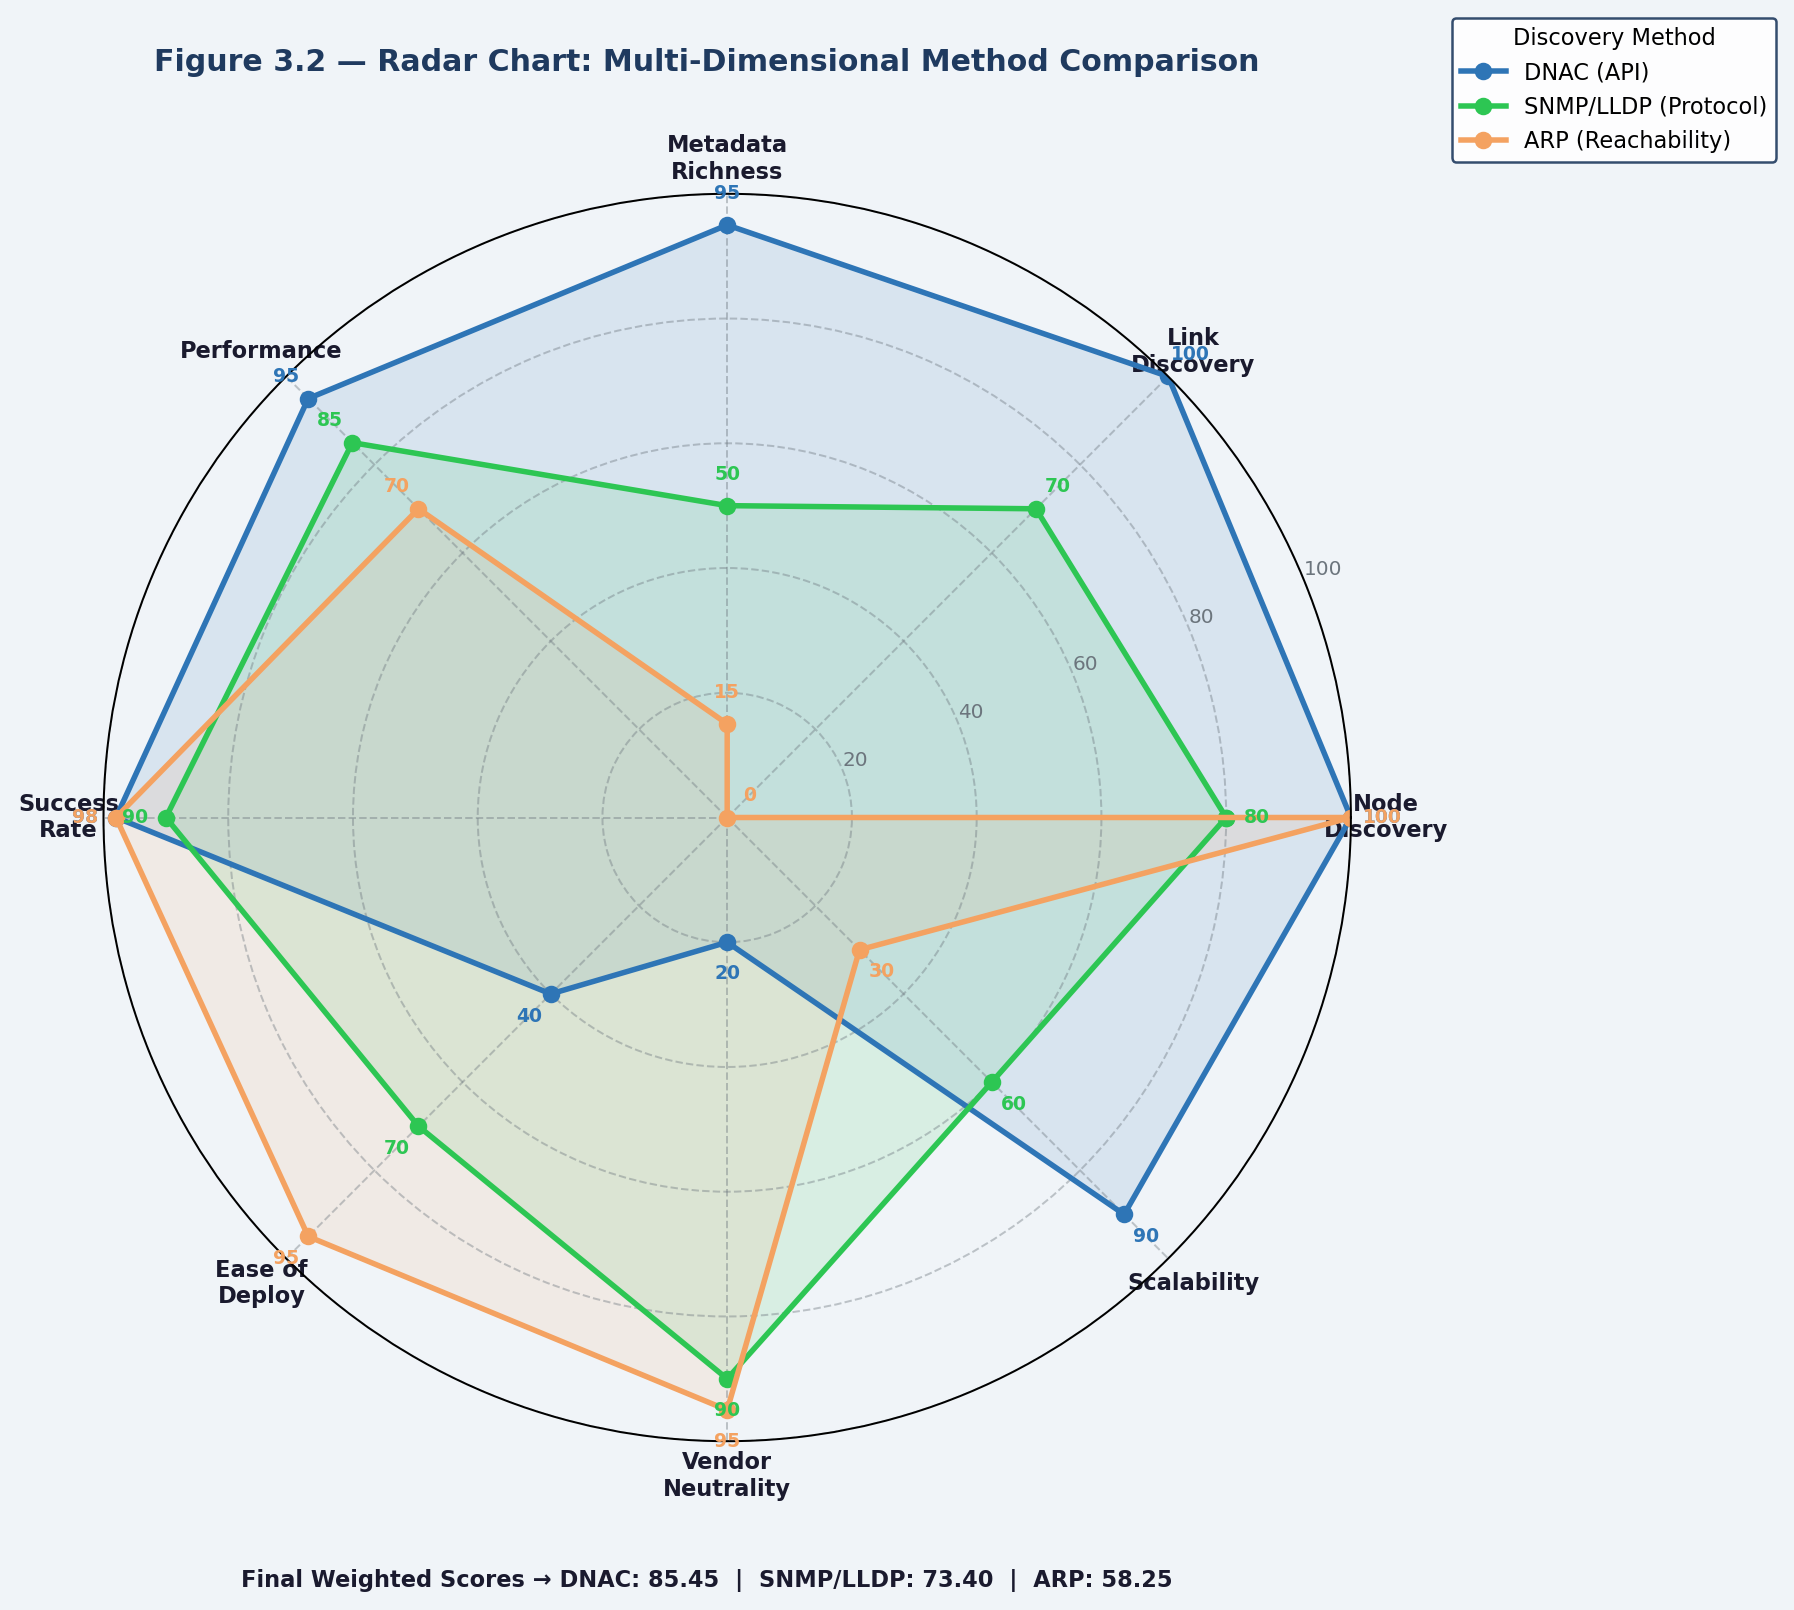 Figure 3.2 — Radar Chart: Multi-Dimensional Method Comparison
Discovery Method
DNAC (API)
SNMP/LLDP (Protocol)
ARP (Reachability)
Metadata
Richness
95
Link
Discovery
100
Performance
95
85
70
50
70
15
0
100
80
60
40
20
Success
Rate
98
90
80
Node
Discovery
100
20
30
40
60
70
90
Scalability
95
Ease of
Deploy
90
95
Vendor
Neutrality
Final Weighted Scores → DNAC: 85.45 | SNMP/LLDP: 73.40 | ARP: 58.25